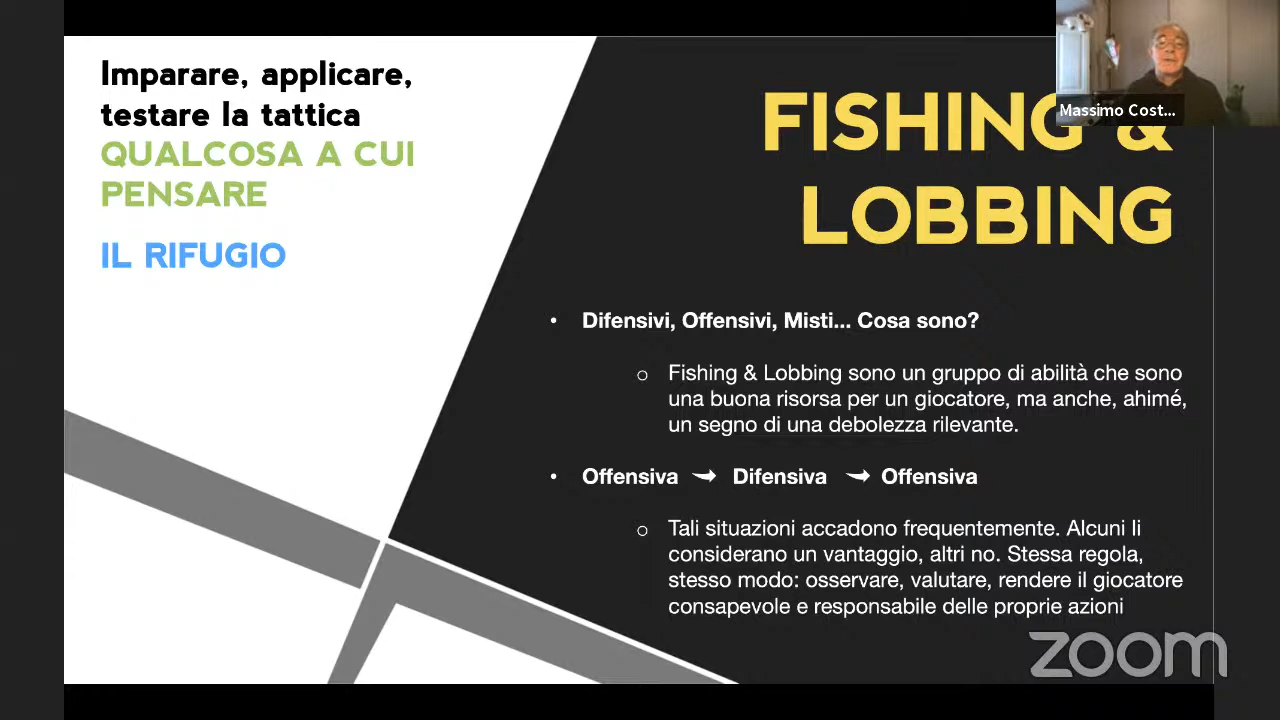 Imparare, applicare,
testare la tattica
QUALCOSA A CUI
PENSARE
IL RIFUGIO
Massimo Cost...
FISHING &
LOBBING
• Difensivi, Offensivi, Misti... Cosa sono?
o Fishing & Lobbing sono un gruppo di abilità che sono
una buona risorsa per un giocatore, ma anche, ahimé,
un segno di una debolezza rilevante.
• Offensiva → Difensiva → Offensiva
o Tali situazioni accadono frequentemente. Alcuni li
considerano un vantaggio, altri no. Stessa regola,
stesso modo: osservare, valutare, rendere il giocatore
consapevole e responsabile delle proprie azioni
zoom